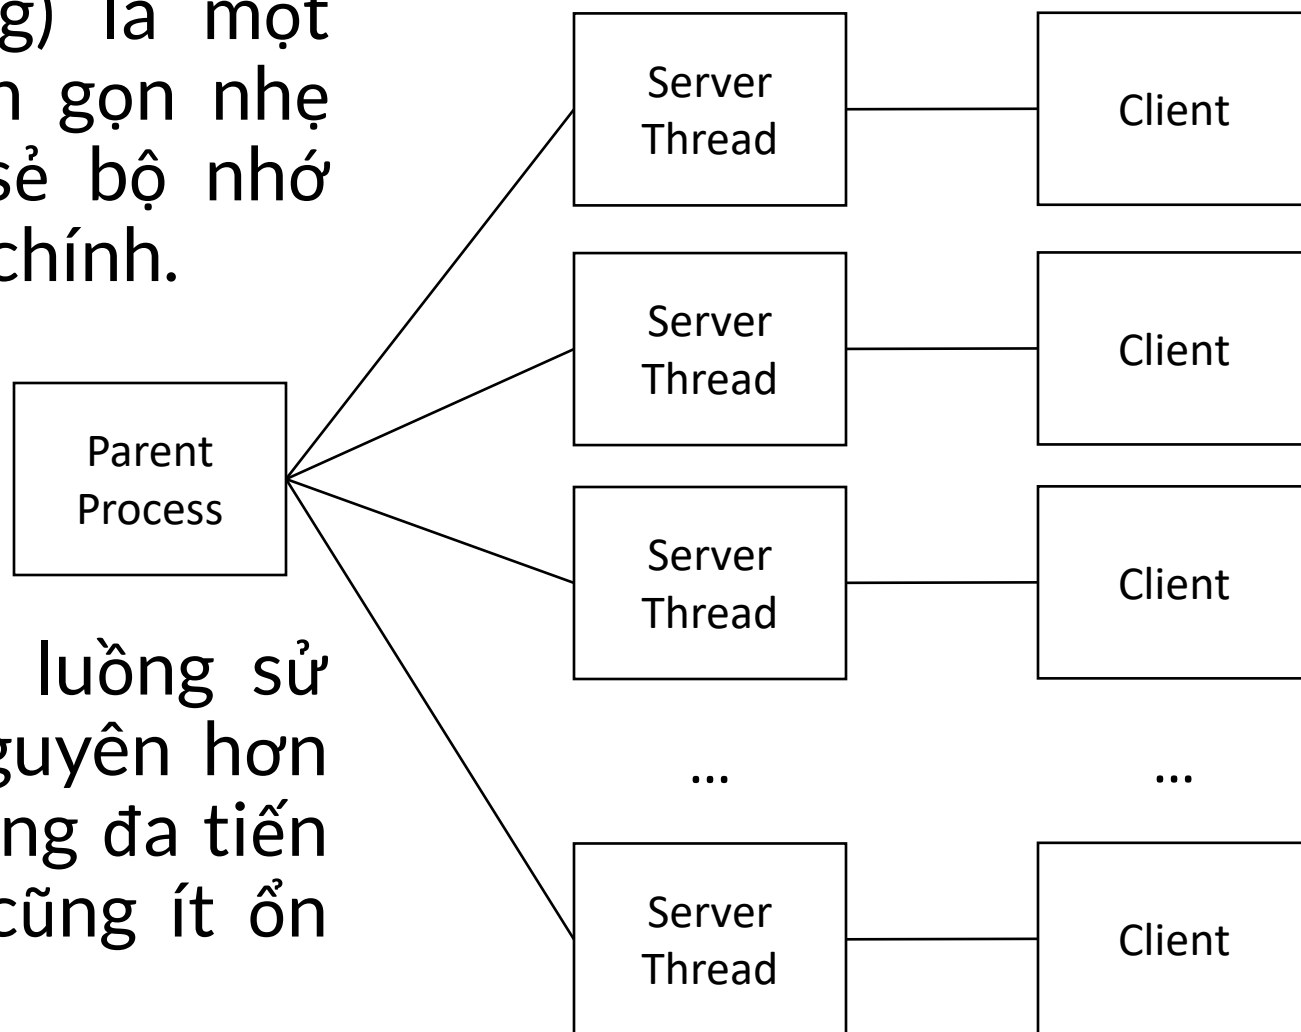 g) là một
n gọn nhẹ
sẻ bộ nhớ
chính.
Parent
Process
luồng sử
guyên hơn
ng đa tiến
cũng ít ổn
Server
Thread
Client
Server
Thread
Client
Server
Thread
Client
...
...
Server
Thread
Client